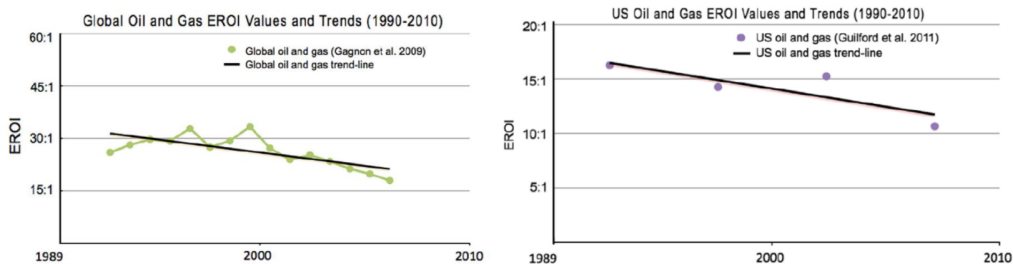 Global Oil and Gas EROI Values and Trends (1990-2010)
60:1
Global oil and gas (Gagnon et al. 2009)
Global oil and gas trend-line
45:1
EROI
30:1
15:1
1989
2000
2010
US Oil and Gas EROI Values and Trends (1990-2010)
20:1
US oil and gas (Guilford et al. 2011)
US oil and gas trend-line
15:1
EROI
10:1
5:1
1989
2000
2010